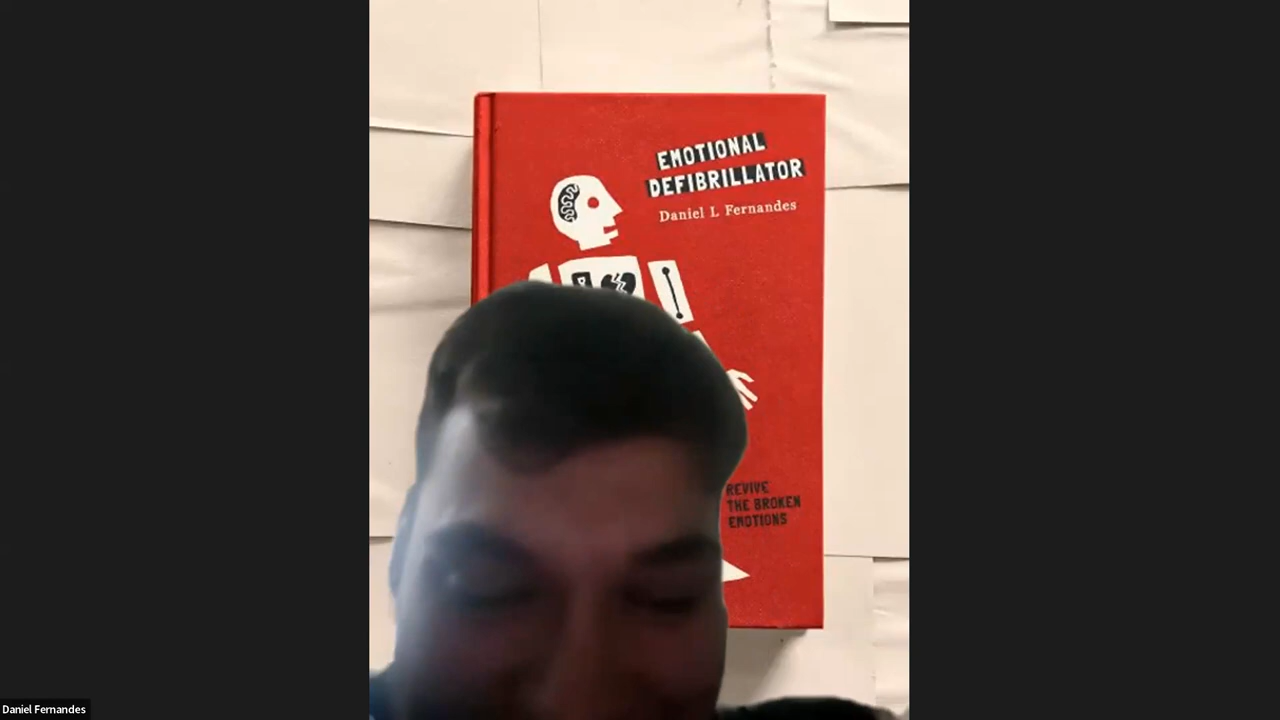 EMOTIONAL
DEFIBRILLATOR
Daniel L Fernandes
REVIVE
THE BROKEN
EMOTIONS
Daniel Fernandes